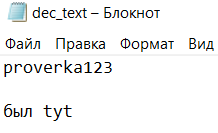 dec_text – Блокнот
Файл Правка Формат Вид
proverka123
был tyt